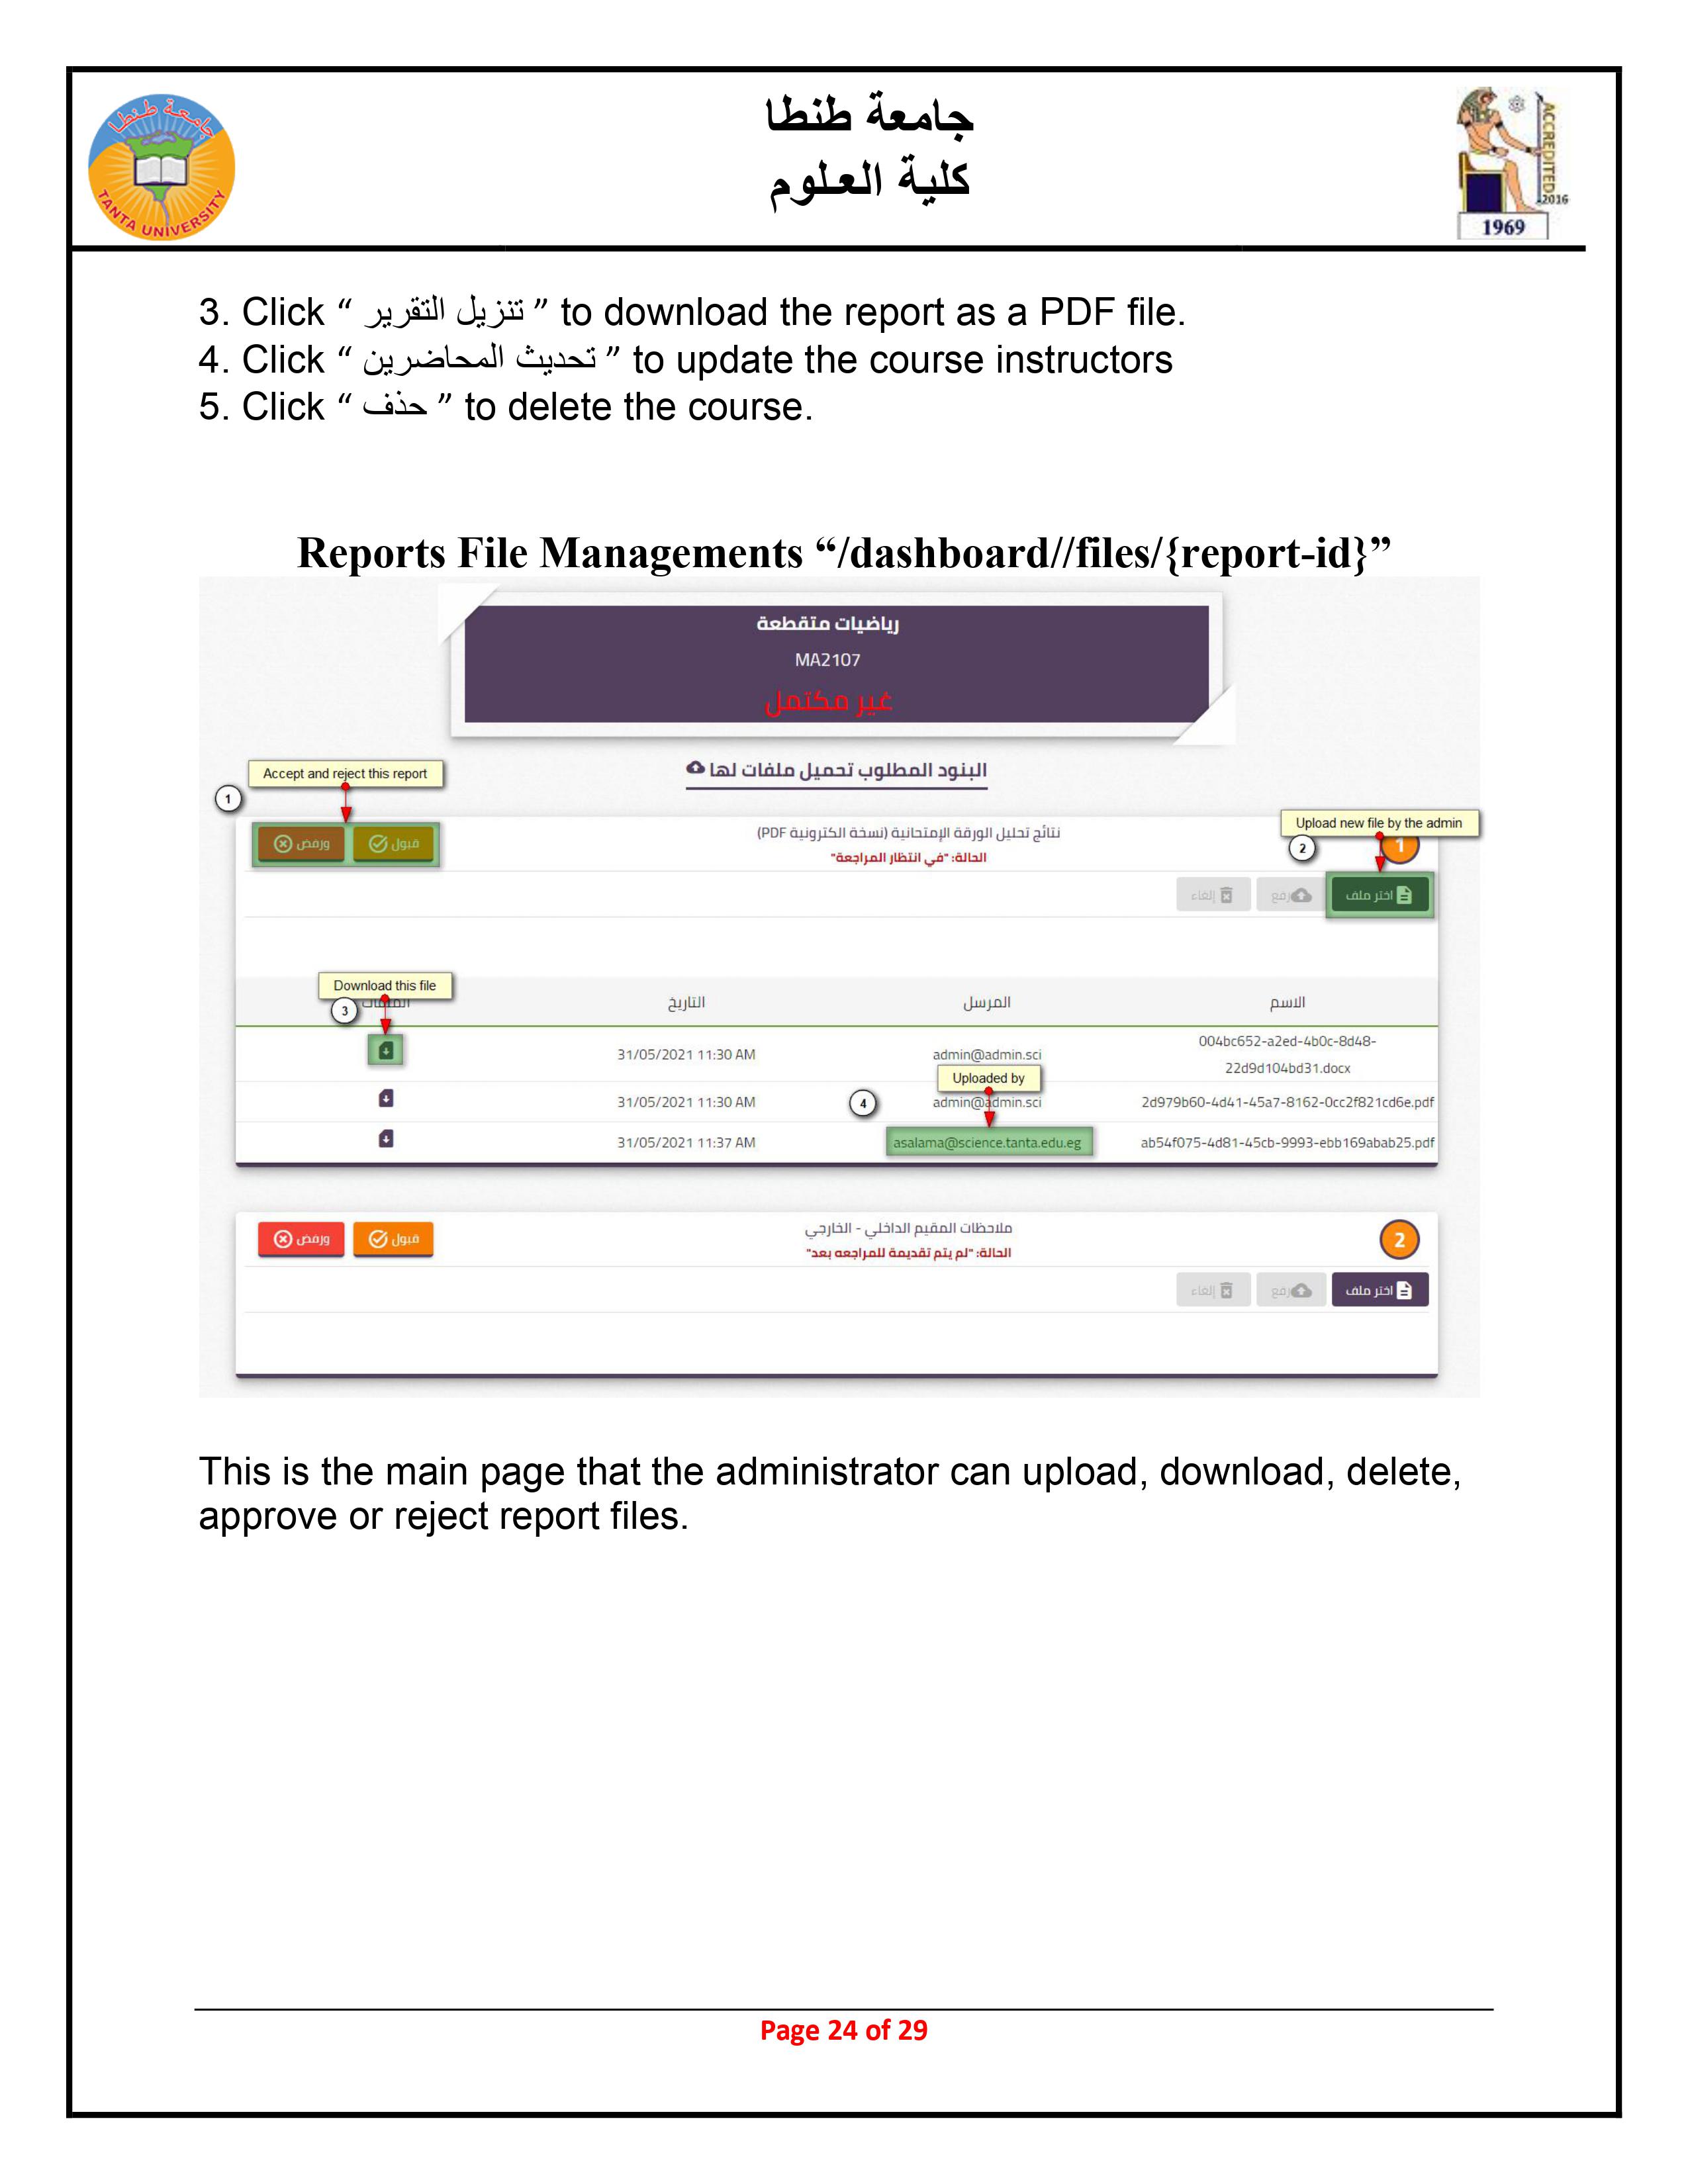 جامعة طنطا
كلية العلوم
جامعة طنطا
TANTA UNIVERSITY
ACCREDITED
2016
1969
3. Click “ تنزيل التقرير ” to download the report as a PDF file.
4. Click “ تحديث المحاضرين ” to update the course instructors
5. Click “ حذف ” to delete the course.
Reports File Managements “/dashboard//files/{report-id}”
رياضيات متقطعة
MA2107
غير مكتمل
البنود المطلوب تحميل ملفات لها
Accept and reject this report
1
Upload new file by the admin
2
1
نتائج تحليل الورقة الإمتحانية (نسخة الكترونية PDF)
الحالة: "في انتظار المراجعة"
قبول
ورفض
اختر ملف
رفع
إلغاء
Download this file
3
الاسم
المرسل
التاريخ
الملفات
004bc652-a2ed-4b0c-8d48-22d9d104bd31.docx
admin@admin.sci
31/05/2021 11:30 AM
Uploaded by
4
2d979b60-4d41-45a7-8162-0cc2f821cd6e.pdf
admin@admin.sci
31/05/2021 11:30 AM
ab54f075-4d81-45cb-9993-ebb169abab25.pdf
asalama@science.tanta.edu.eg
31/05/2021 11:37 AM
2
ملاحظات المقيم الداخلي - الخارجي
الحالة: "لم يتم تقديمة للمراجعه بعد"
قبول
ورفض
اختر ملف
رفع
إلغاء
This is the main page that the administrator can upload, download, delete,
approve or reject report files.
Page 24 of 29